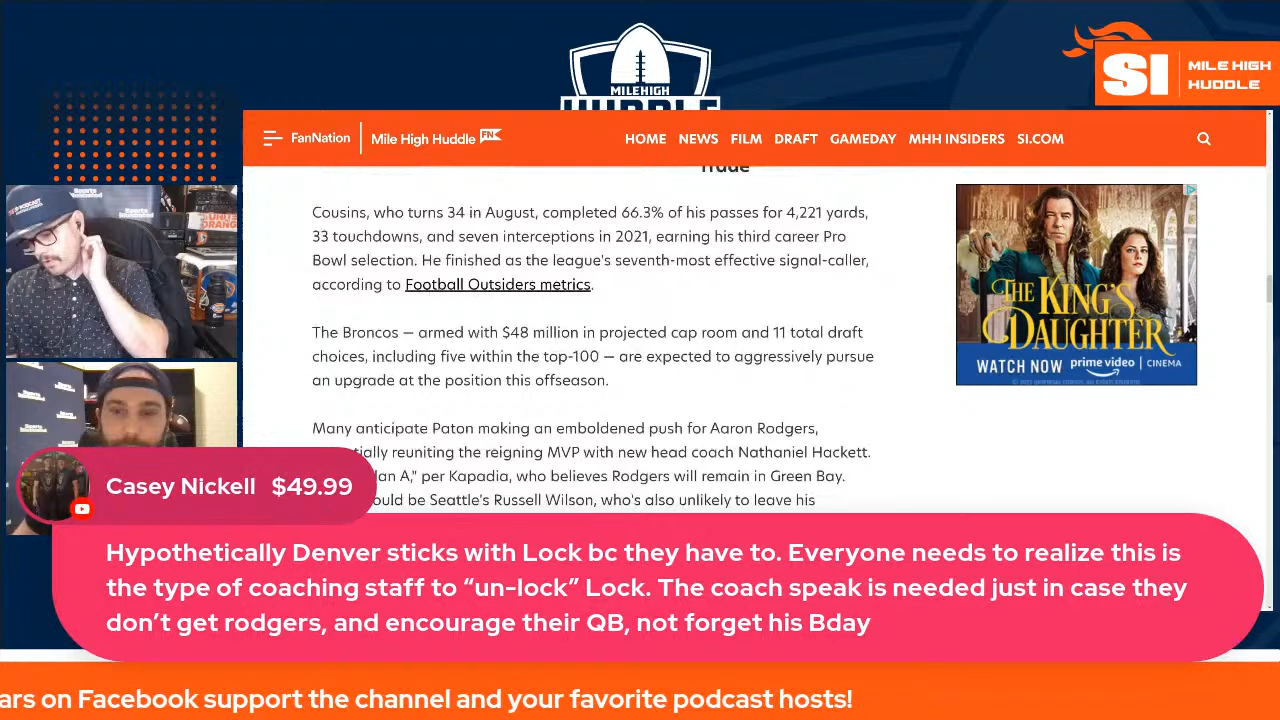 MILE HIGH
HUDDLE
SI
MILE HIGH
HUDDLE
FanNation
Mile High Huddle FN
HOME NEWS FILM DRAFT GAMEDAY MHH INSIDERS SI.COM
Trade
Cousins, who turns 34 in August, completed 66.3% of his passes for 4,221 yards,
33 touchdowns, and seven interceptions in 2021, earning his third career Pro
Bowl selection. He finished as the league's seventh-most effective signal-caller,
according to Football Outsiders metrics.
The Broncos — armed with $48 million in projected cap room and 11 total draft
choices, including five within the top-100 — are expected to aggressively pursue
an upgrade at the position this offseason.
Many anticipate Paton making an emboldened push for Aaron Rodgers,
tially reuniting the reigning MVP with new head coach Nathaniel Hackett.
lan A," per Kapadia, who believes Rodgers will remain in Green Bay.
ould be Seattle's Russell Wilson, who's also unlikely to leave his
THE KING'S
DAUGHTER
WATCH NOW prime video | CINEMA
Casey Nickell $49.99
Hypothetically Denver sticks with Lock bc they have to. Everyone needs to realize this is
the type of coaching staff to “un-lock” Lock. The coach speak is needed just in case they
don’t get rodgers, and encourage their QB, not forget his Bday
ars on Facebook support the channel and your favorite podcast hosts!